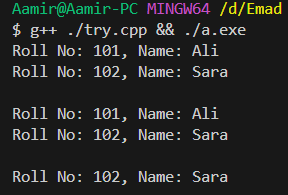 Aamir@Aamir-PC MINGW64 /d/Emad
$ g++ ./try.cpp && ./a.exe
Roll No: 101, Name: Ali
Roll No: 102, Name: Sara

Roll No: 101, Name: Ali
Roll No: 102, Name: Sara

Roll No: 102, Name: Sara